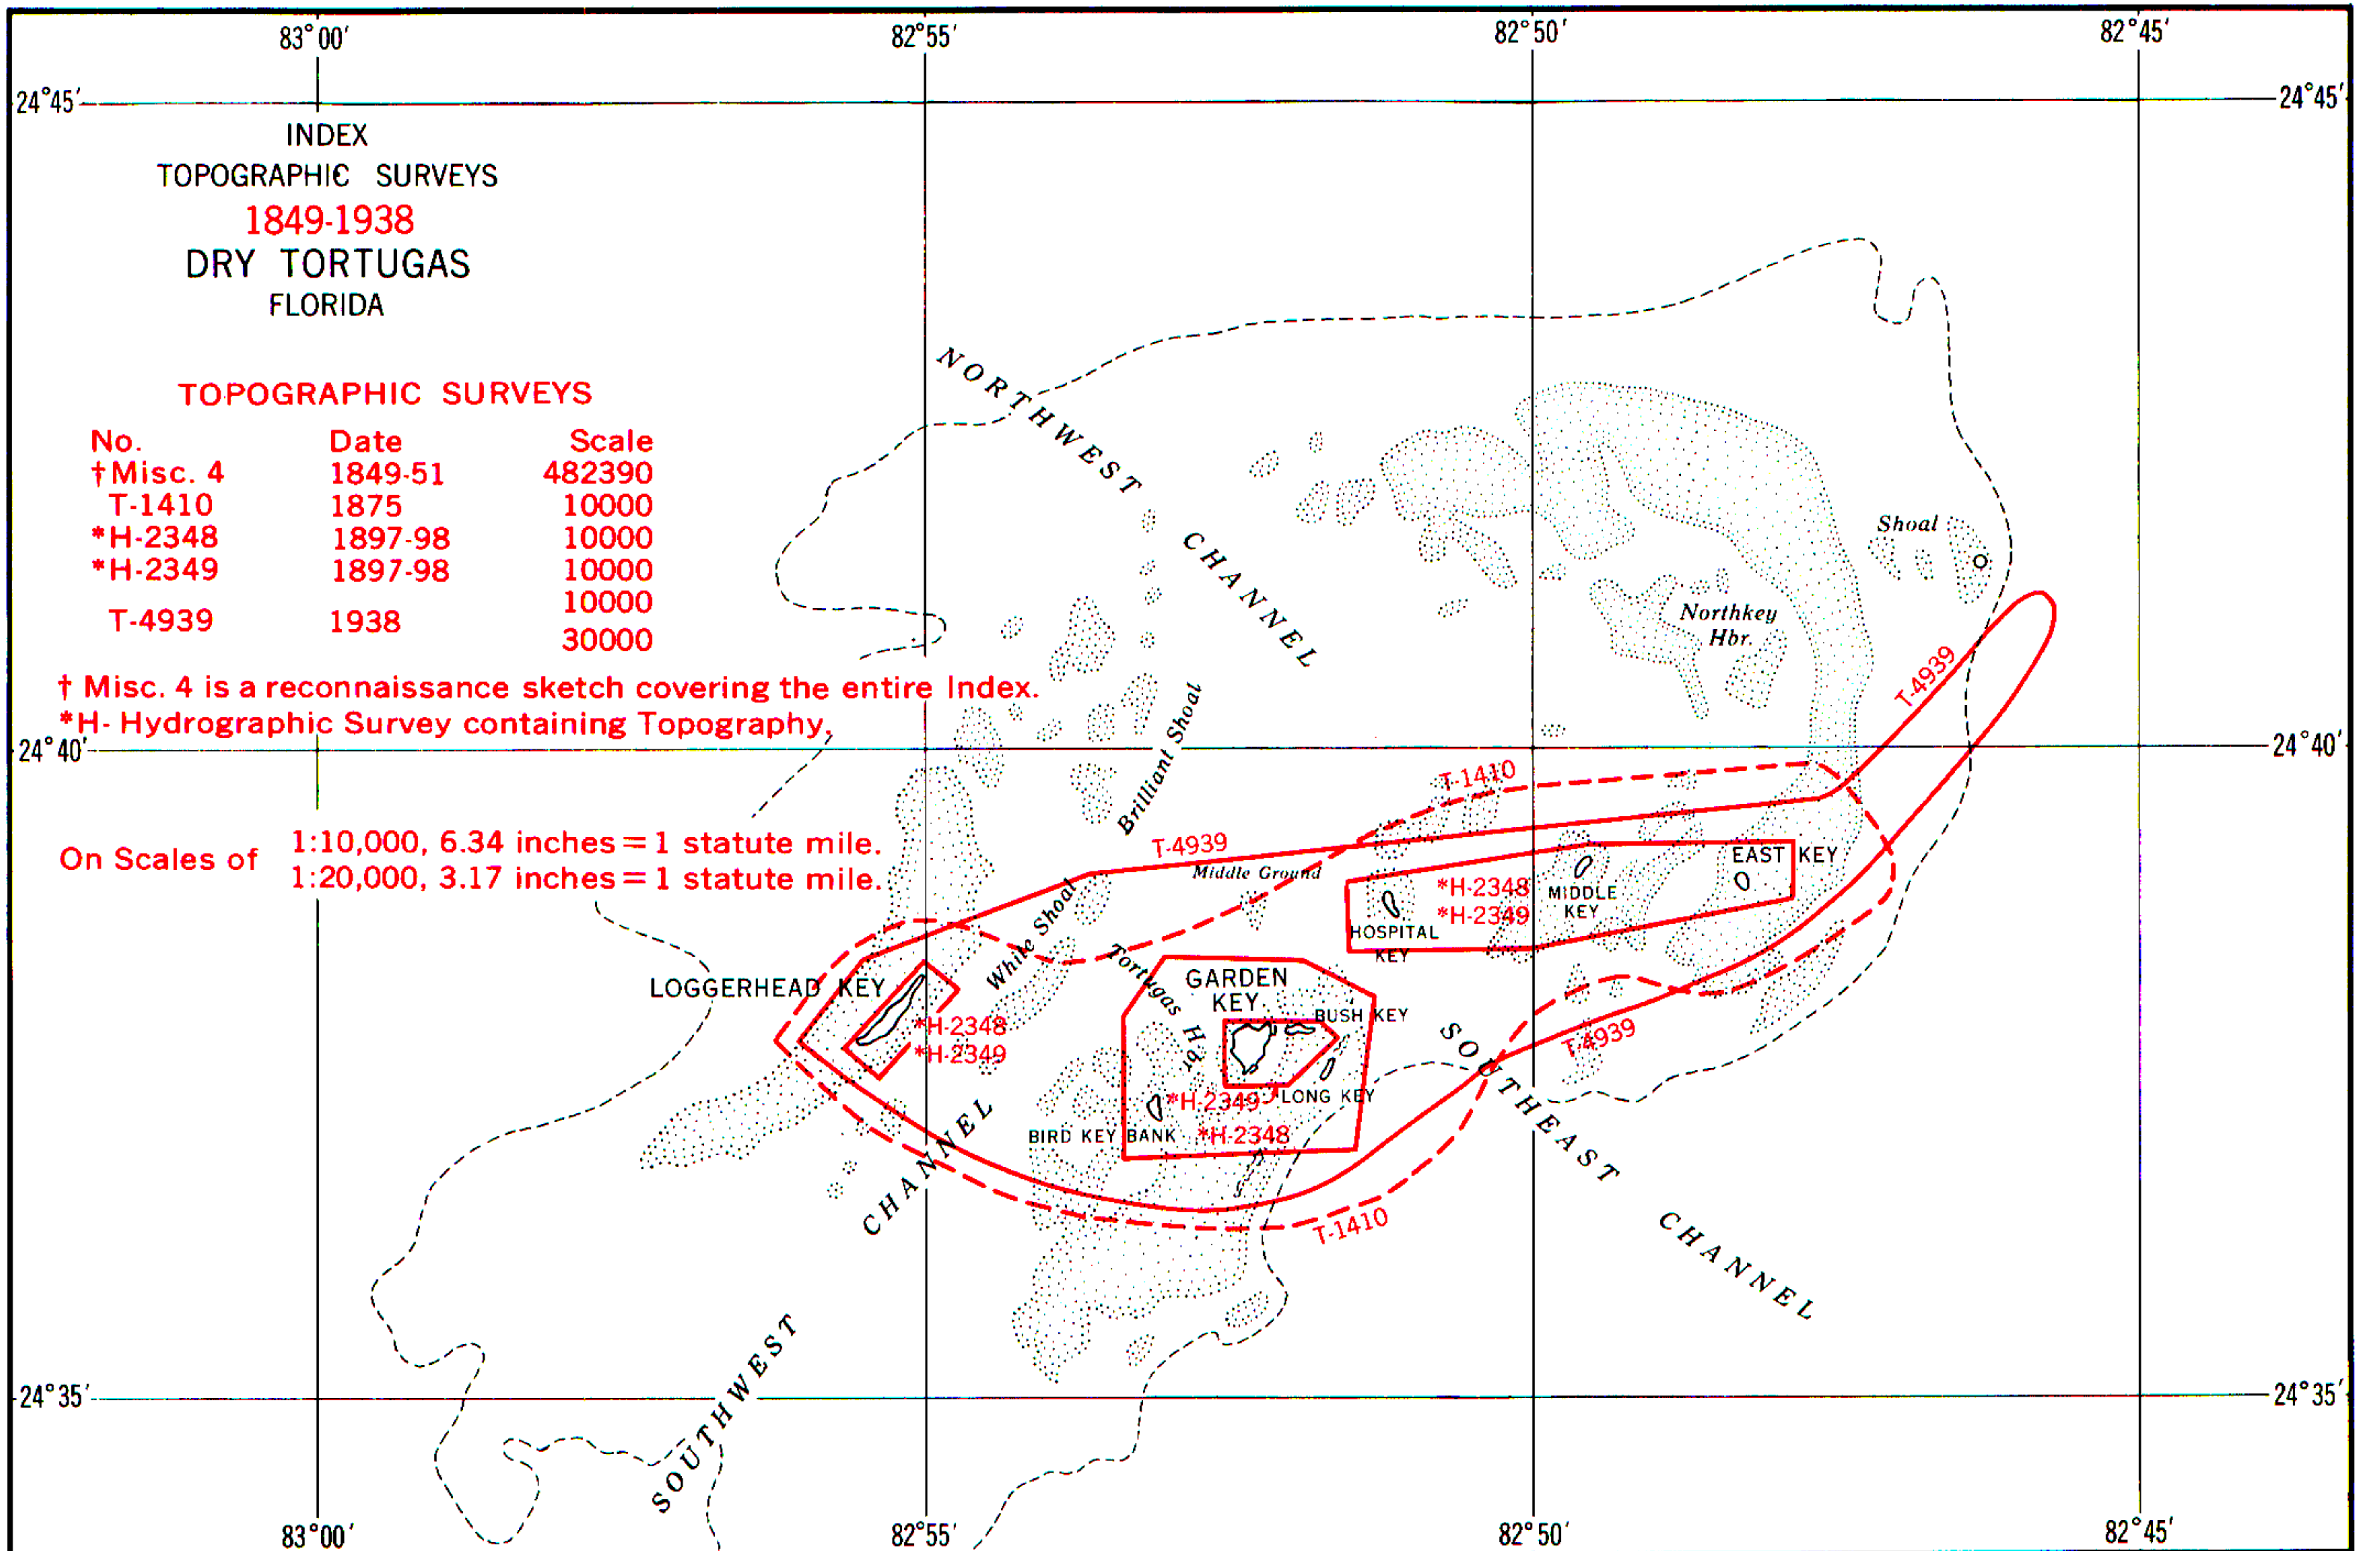 83°00' 82°55' 82°50' 82°45'
24°45' 24°45'
INDEX
TOPOGRAPHIC SURVEYS
1849-1938
DRY TORTUGAS
FLORIDA
TOPOGRAPHIC SURVEYS
No. Date Scale
†Misc. 4 1849-51 482390
T-1410 1875 10000
*H-2348 1897-98 10000
*H-2349 1897-98 10000
10000
T-4939 1938
30000
† Misc. 4 is a reconnaissance sketch covering the entire Index.
*H- Hydrographic Survey containing Topography.
24°40' 24°40'
On Scales of
1:10,000, 6.34 inches = 1 statute mile.
1:20,000, 3.17 inches = 1 statute mile.
NORTHWEST CHANNEL
Shoal
Northkey
Hbr.
T-4939
Brilliant Shoal
T-1410
T-4939
Middle Ground
EAST KEY
*H-2348
*H-2349
MIDDLE
KEY
HOSPITAL
KEY
White Shoal
Tortugas Hbr
LOGGERHEAD KEY
GARDEN
KEY
BUSH KEY
*H-2348
*H-2349
T-4939
*H-2349
LONG KEY
BIRD KEY BANK
*H-2348
T-1410
SOUTHEAST CHANNEL
SOUTHWEST CHANNEL
24°35' 24°35'
83°00' 82°55' 82°50' 82°45'